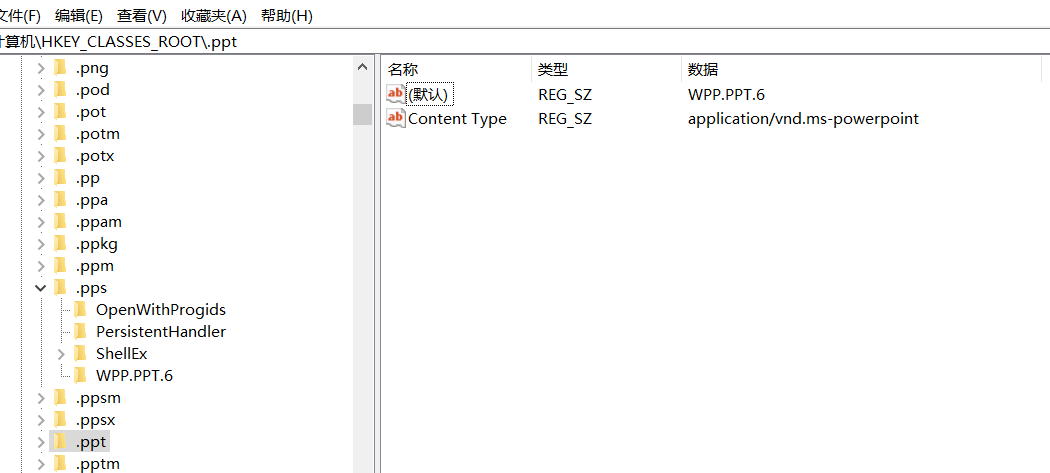 文件(F) 编辑(E) 查看(V) 收藏夹(A) 帮助(H)
计算机\HKEY_CLASSES_ROOT\.ppt
.png
.pod
.pot
.potm
.potx
.pp
.ppa
.ppam
.ppkg
.ppm
.pps
OpenWithProgids
PersistentHandler
ShellEx
WPP.PPT.6
.ppsm
.ppsx
.ppt
.pptm
名称 类型 数据
ab (默认) REG_SZ WPP.PPT.6
ab Content Type REG_SZ application/vnd.ms-powerpoint